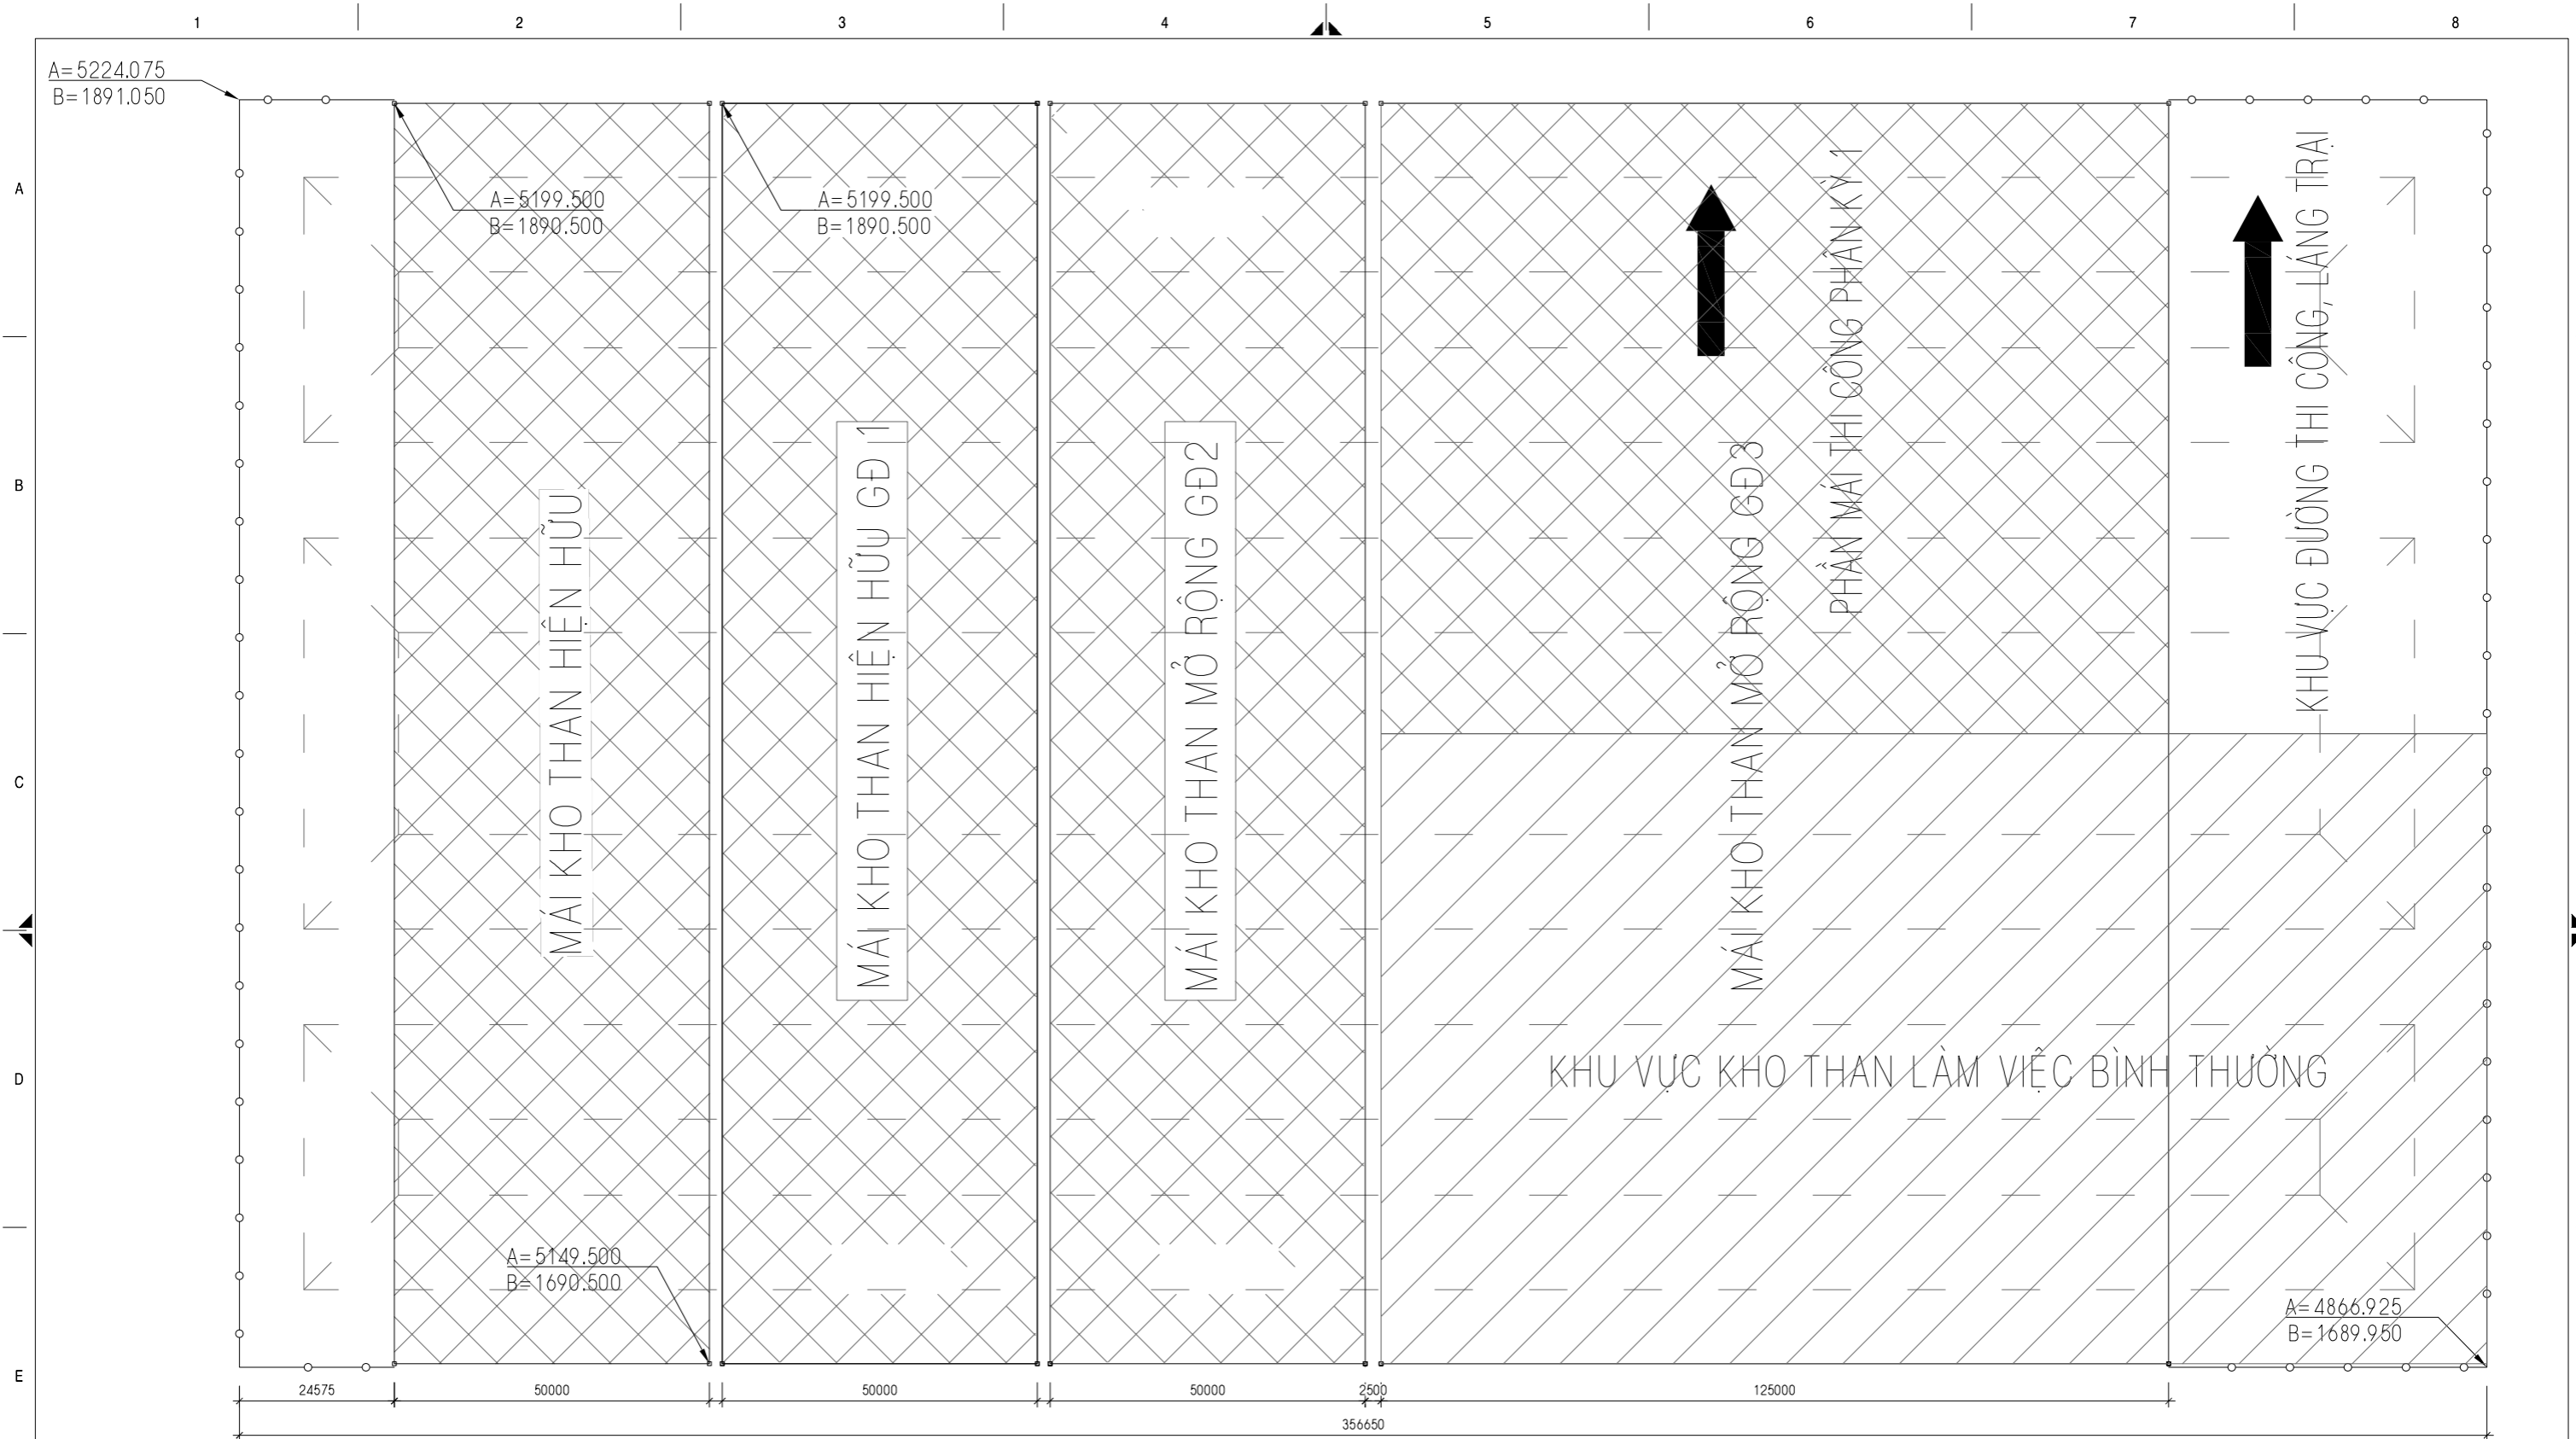 1 2 3 4 5 6 7 8
A=5224.075
B=1891.050
A
A=5199.500
B=1890.500
A=5199.500
B=1890.500
B
C
D
E
MÁI KHO THAN HIỆN HỮU
MÁI KHO THAN HIỆN HỮU GĐ 1
MÁI KHO THAN MỞ RỘNG GĐ2
MÁI KHO THAN MỞ RỘNG GĐ3
PHẦN MÁI THI CÔNG PHÂN KỲ 1
KHU VỰC ĐƯỜNG THI CÔNG, LÁNG TRẠI
KHU VỰC KHO THAN LÀM VIỆC BÌNH THƯỜNG
A=5149.500
B=1690.500
A=4866.925
B=1689.950
24575 50000 50000 50000 2500 125000
356650